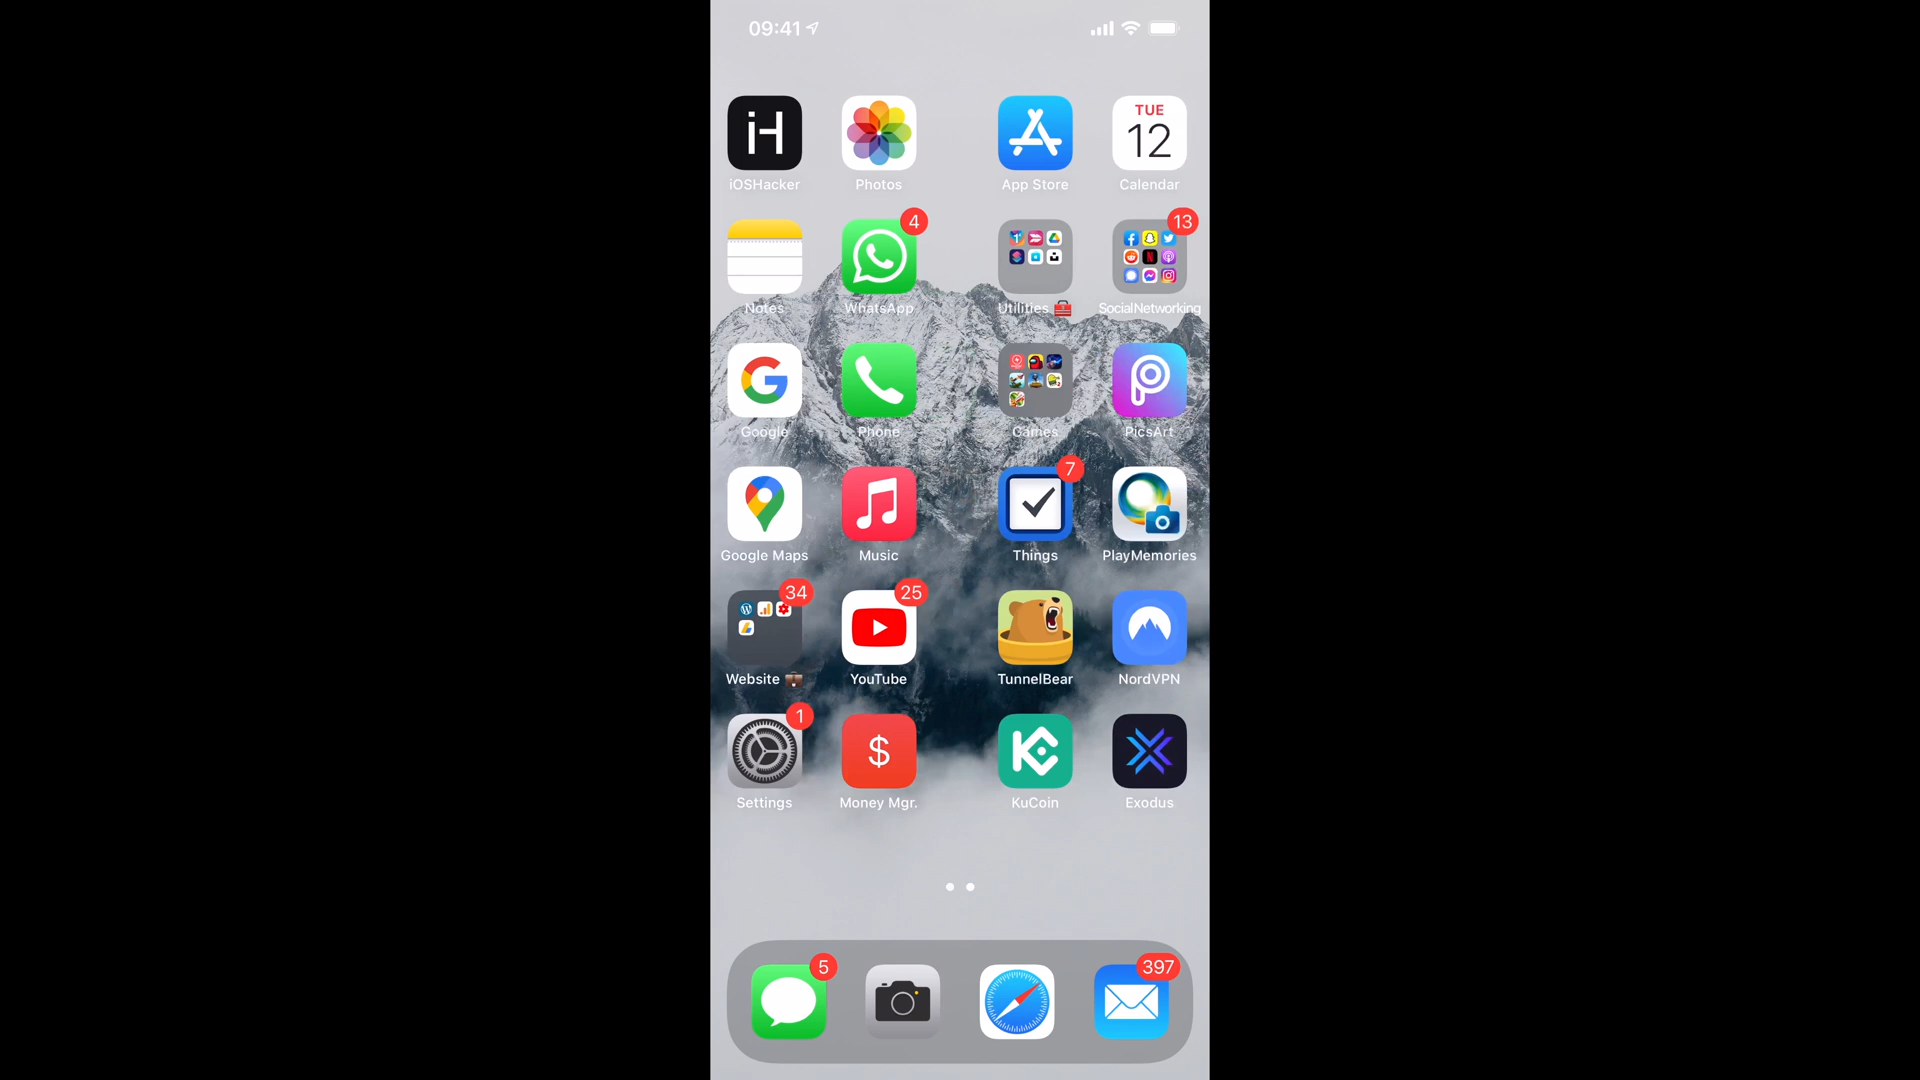 09:41
iH
TUE
12
iOSHacker
Photos
App Store
Calendar
4
13
Notes
WhatsApp
Utilities 🧰
SocialNetworking
Google
Phone
Games
PicsArt
7
Google Maps
Music
Things
PlayMemories
34
25
Website 💼
YouTube
TunnelBear
NordVPN
1
$
Settings
Money Mgr.
KuCoin
Exodus
5
397